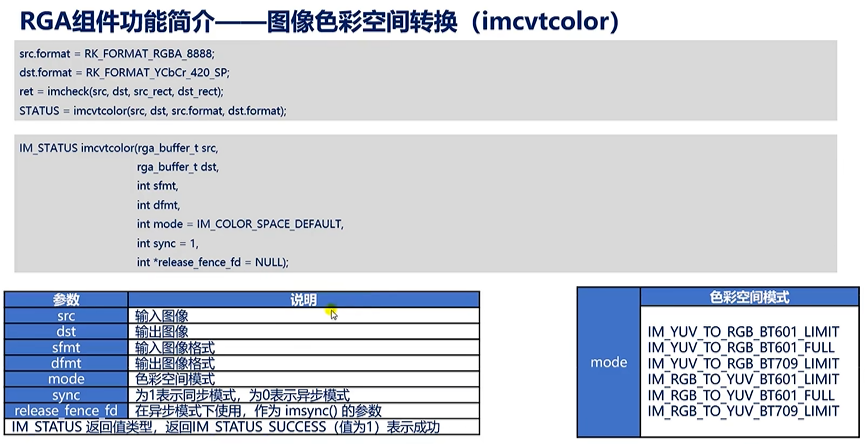 RGA组件功能简介——图像色彩空间转换（imcvtcolor）
src.format = RK_FORMAT_RGBA_8888;
dst.format = RK_FORMAT_YCbCr_420_SP;
ret = imcheck(src, dst, src_rect, dst_rect);
STATUS = imcvtcolor(src, dst, src.format, dst.format);
IM_STATUS imcvtcolor(rga_buffer_t src,
rga_buffer_t dst,
int sfmt,
int dfmt,
int mode = IM_COLOR_SPACE_DEFAULT,
int sync = 1,
int *release_fence_fd = NULL);
参数 说明
src 输入图像
dst 输出图像
sfmt 输入图像格式
dfmt 输出图像格式
mode 色彩空间模式
sync 为1表示同步模式，为0表示异步模式
release_fence_fd 在异步模式下使用，作为 imsync() 的参数
IM_STATUS 返回值类型，返回IM_STATUS_SUCCESS（值为1）表示成功
色彩空间模式
mode
IM_YUV_TO_RGB_BT601_LIMIT
IM_YUV_TO_RGB_BT601_FULL
IM_YUV_TO_RGB_BT709_LIMIT
IM_RGB_TO_YUV_BT601_LIMIT
IM_RGB_TO_YUV_BT601_FULL
IM_RGB_TO_YUV_BT709_LIMIT